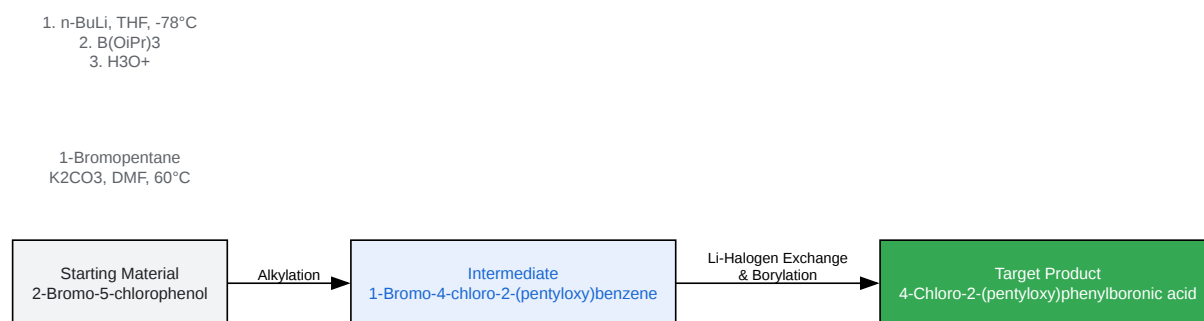 1. n-BuLi, THF, -78°C
2. B(OiPr)3
3. H3O+
1-Bromopentane
K2CO3, DMF, 60°C
Starting Material
2-Bromo-5-chlorophenol
Alkylation
Intermediate
1-Bromo-4-chloro-2-(pentyloxy)benzene
Li-Halogen Exchange
& Borylation
Target Product
4-Chloro-2-(pentyloxy)phenylboronic acid